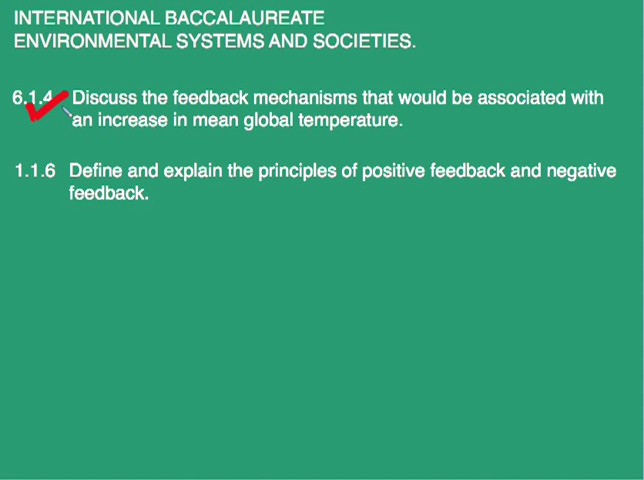 INTERNATIONAL BACCALAUREATE
ENVIRONMENTAL SYSTEMS AND SOCIETIES.
6.1.4 Discuss the feedback mechanisms that would be associated with
an increase in mean global temperature.
1.1.6 Define and explain the principles of positive feedback and negative
feedback.